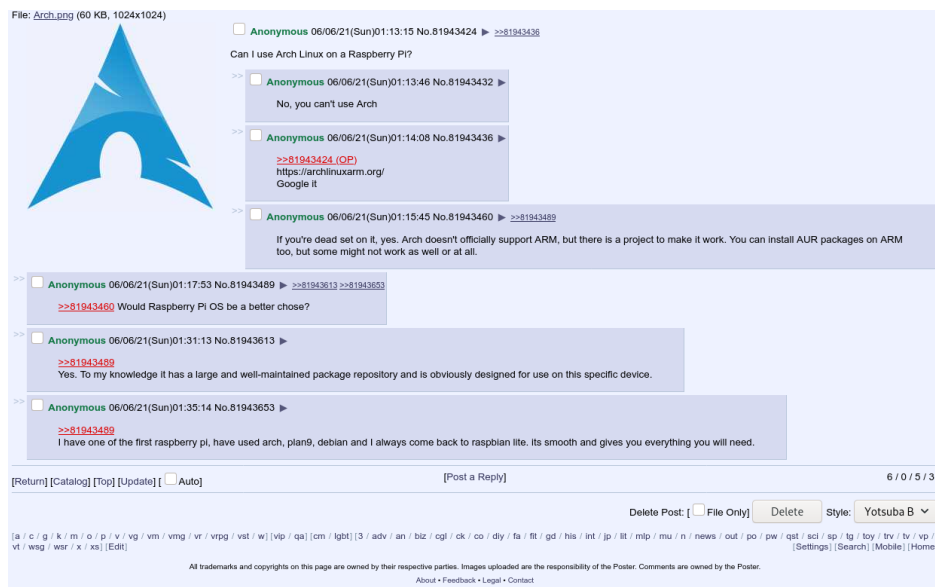 File: Arch.png (60 KB, 1024x1024)
Anonymous 06/06/21(Sun)01:13:15 No.81943424 ▶ >>81943436
Can I use Arch Linux on a Raspberry PI?
>> Anonymous 06/06/21(Sun)01:13:46 No.81943432 ▶
No, you can't use Arch
>> Anonymous 06/06/21(Sun)01:14:08 No.81943436 ▶
>>81943424 (OP)
https://archlinuxarm.org/
Google it
>> Anonymous 06/06/21(Sun)01:15:45 No.81943460 ▶ >>81943489
If you're dead set on it, yes. Arch doesn't officially support ARM, but there is a project to make it work. You can install AUR packages on ARM
too, but some might not work as well or at all.
>> Anonymous 06/06/21(Sun)01:17:53 No.81943489 ▶ >>81943613 >>81943653
>>81943460 Would Raspberry Pi OS be a better chose?
>> Anonymous 06/06/21(Sun)01:31:13 No.81943613 ▶
>>81943489
Yes. To my knowledge it has a large and well-maintained package repository and is obviously designed for use on this specific device.
>> Anonymous 06/06/21(Sun)01:35:14 No.81943653 ▶
>>81943489
I have one of the first raspberry pi, have used arch, plan9, debian and I always come back to raspbian lite. its smooth and gives you everything you will need.
[Return] [Catalog] [Top] [Update] [ Auto] [Post a Reply] 6 / 0 / 5 / 3
Delete Post: [ File Only] Delete Style: Yotsuba B
[a / c / g / k / m / o / p / v / vg / vm / vmg / vr / vrpg / vst / w] [vip / qa] [cm / lgbt] [3 / adv / an / biz / cgl / ck / co / diy / fa / fit / gd / his / int / jp / lit / mlp / mu / n / news / out / po / pw / qst / sci / sp / tg / toy / trv / tv / vp /
vt / wsg / wsr / x / xs] [Edit] [Settings] [Search] [Mobile] [Home
All trademarks and copyrights on this page are owned by their respective parties. Images uploaded are the responsibility of the Poster. Comments are owned by the Poster.
About • Feedback • Legal • Contact